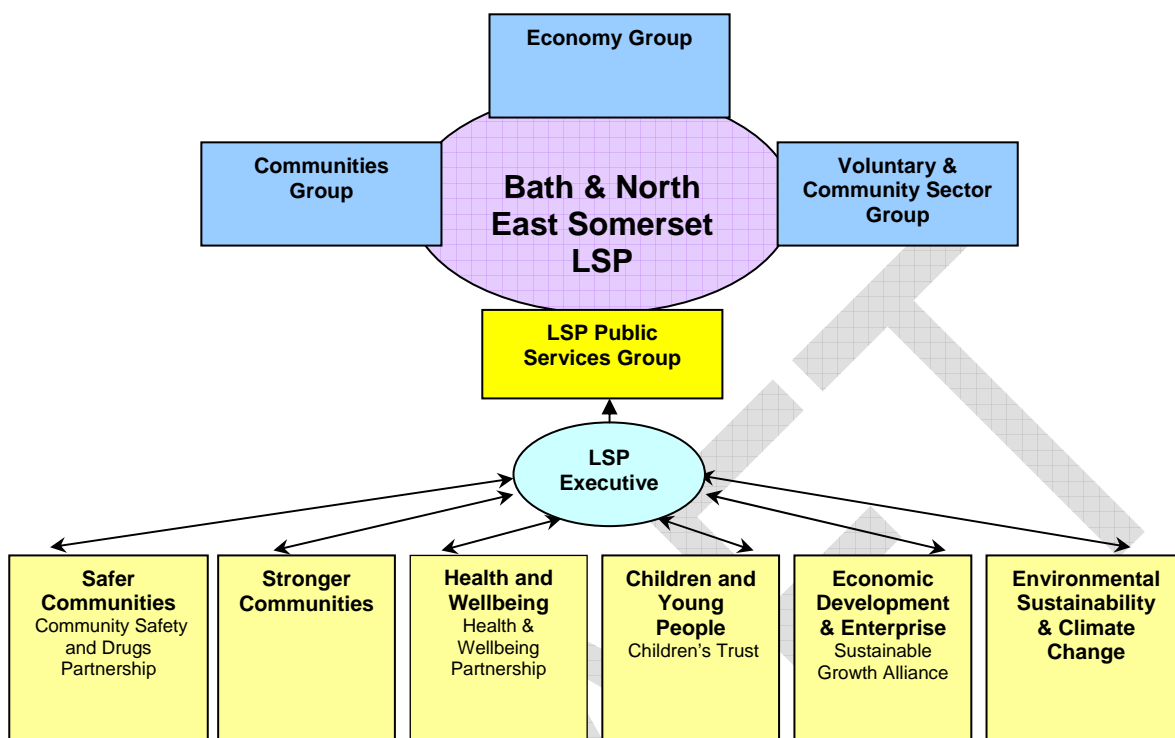 Economy Group
Communities
Group
Bath & North
East Somerset
LSP
Voluntary &
Community Sector
Group
LSP Public
Services Group
LSP
Executive
Safer
Communities
Community Safety
and Drugs
Partnership
Stronger
Communities
Health and
Wellbeing
Health &
Wellbeing
Partnership
Children and
Young
People
Children's Trust
Economic
Development
& Enterprise
Sustainable
Growth Alliance
Environmental
Sustainability
& Climate
Change